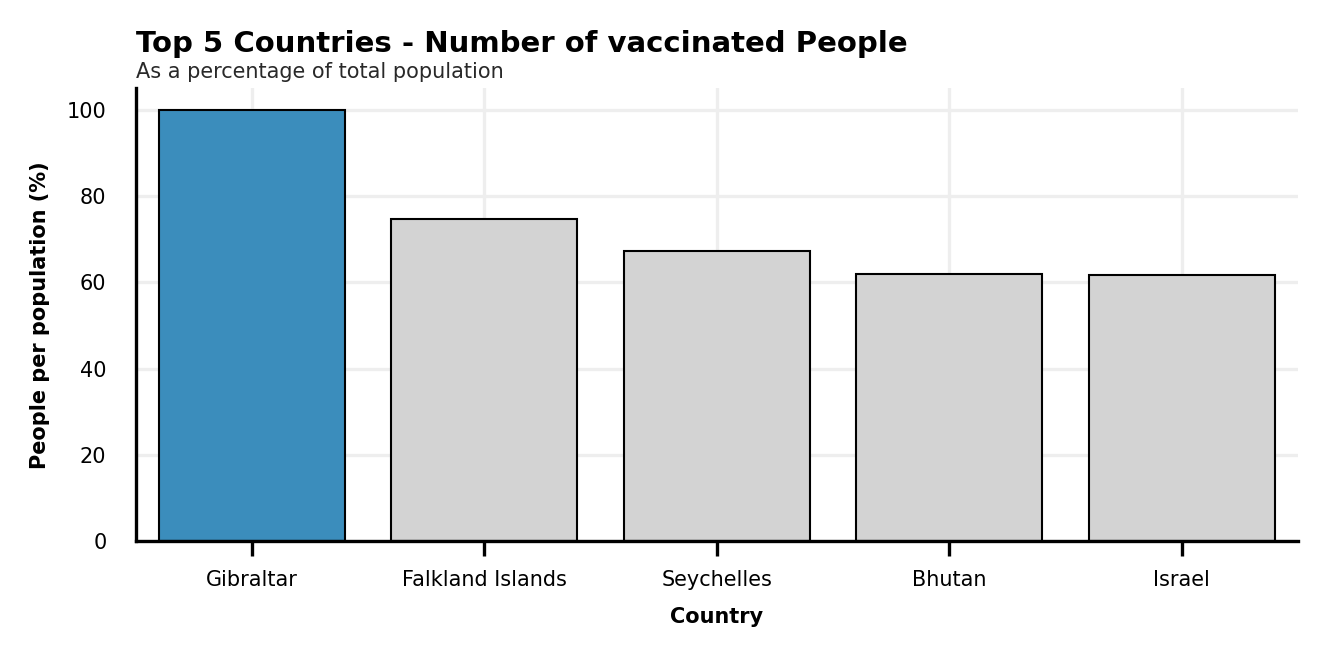 Top 5 Countries - Number of vaccinated People
As a percentage of total population
People per population (%)
100
80
60
40
20
0
Gibraltar
Falkland Islands
Seychelles
Bhutan
Israel
Country